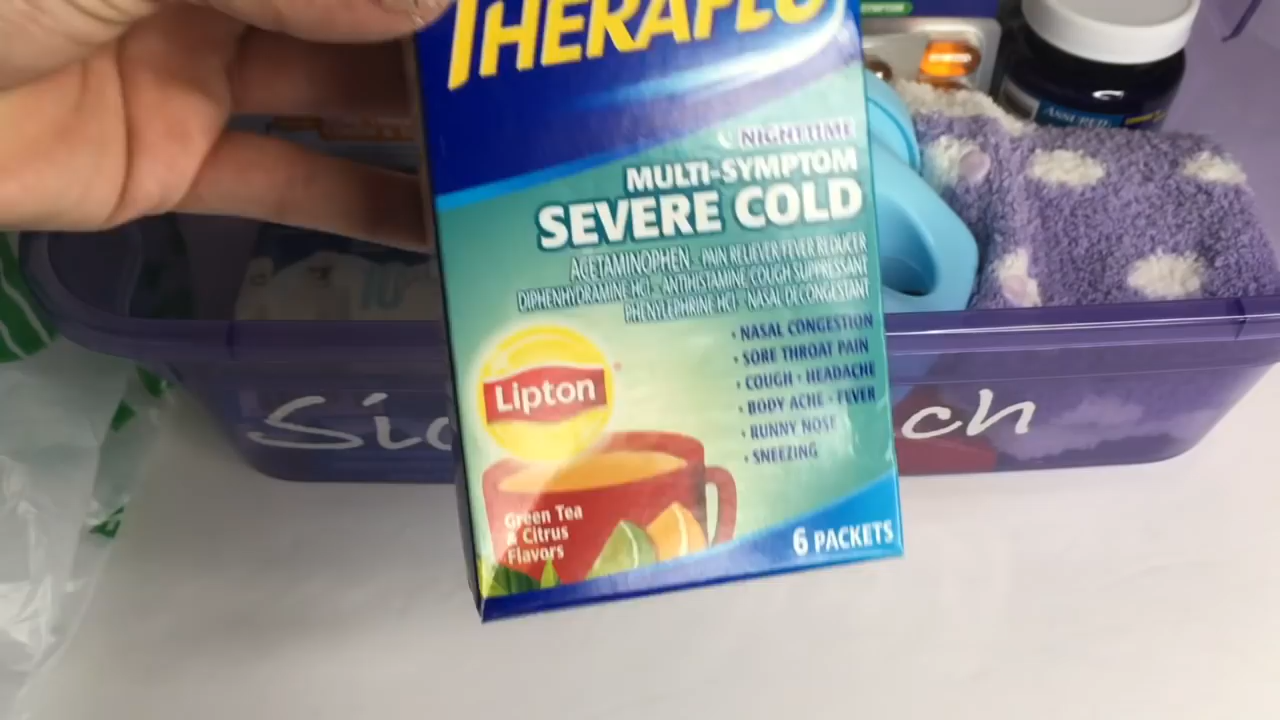 THERAFLU
NIGHTTIME
MULTI-SYMPTOM
SEVERE COLD
ACETAMINOPHEN - PAIN RELIEVER/FEVER REDUCER
DIPHENHYDRAMINE HCl - ANTIHISTAMINE/COUGH SUPPRESSANT
PHENYLEPHRINE HCl - NASAL DECONGESTANT
• NASAL CONGESTION
• SORE THROAT PAIN
• COUGH • HEADACHE
• BODY ACHE • FEVER
• RUNNY NOSE
• SNEEZING
Lipton
Green Tea
& Citrus
Flavors
6 PACKETS
Sic
ch